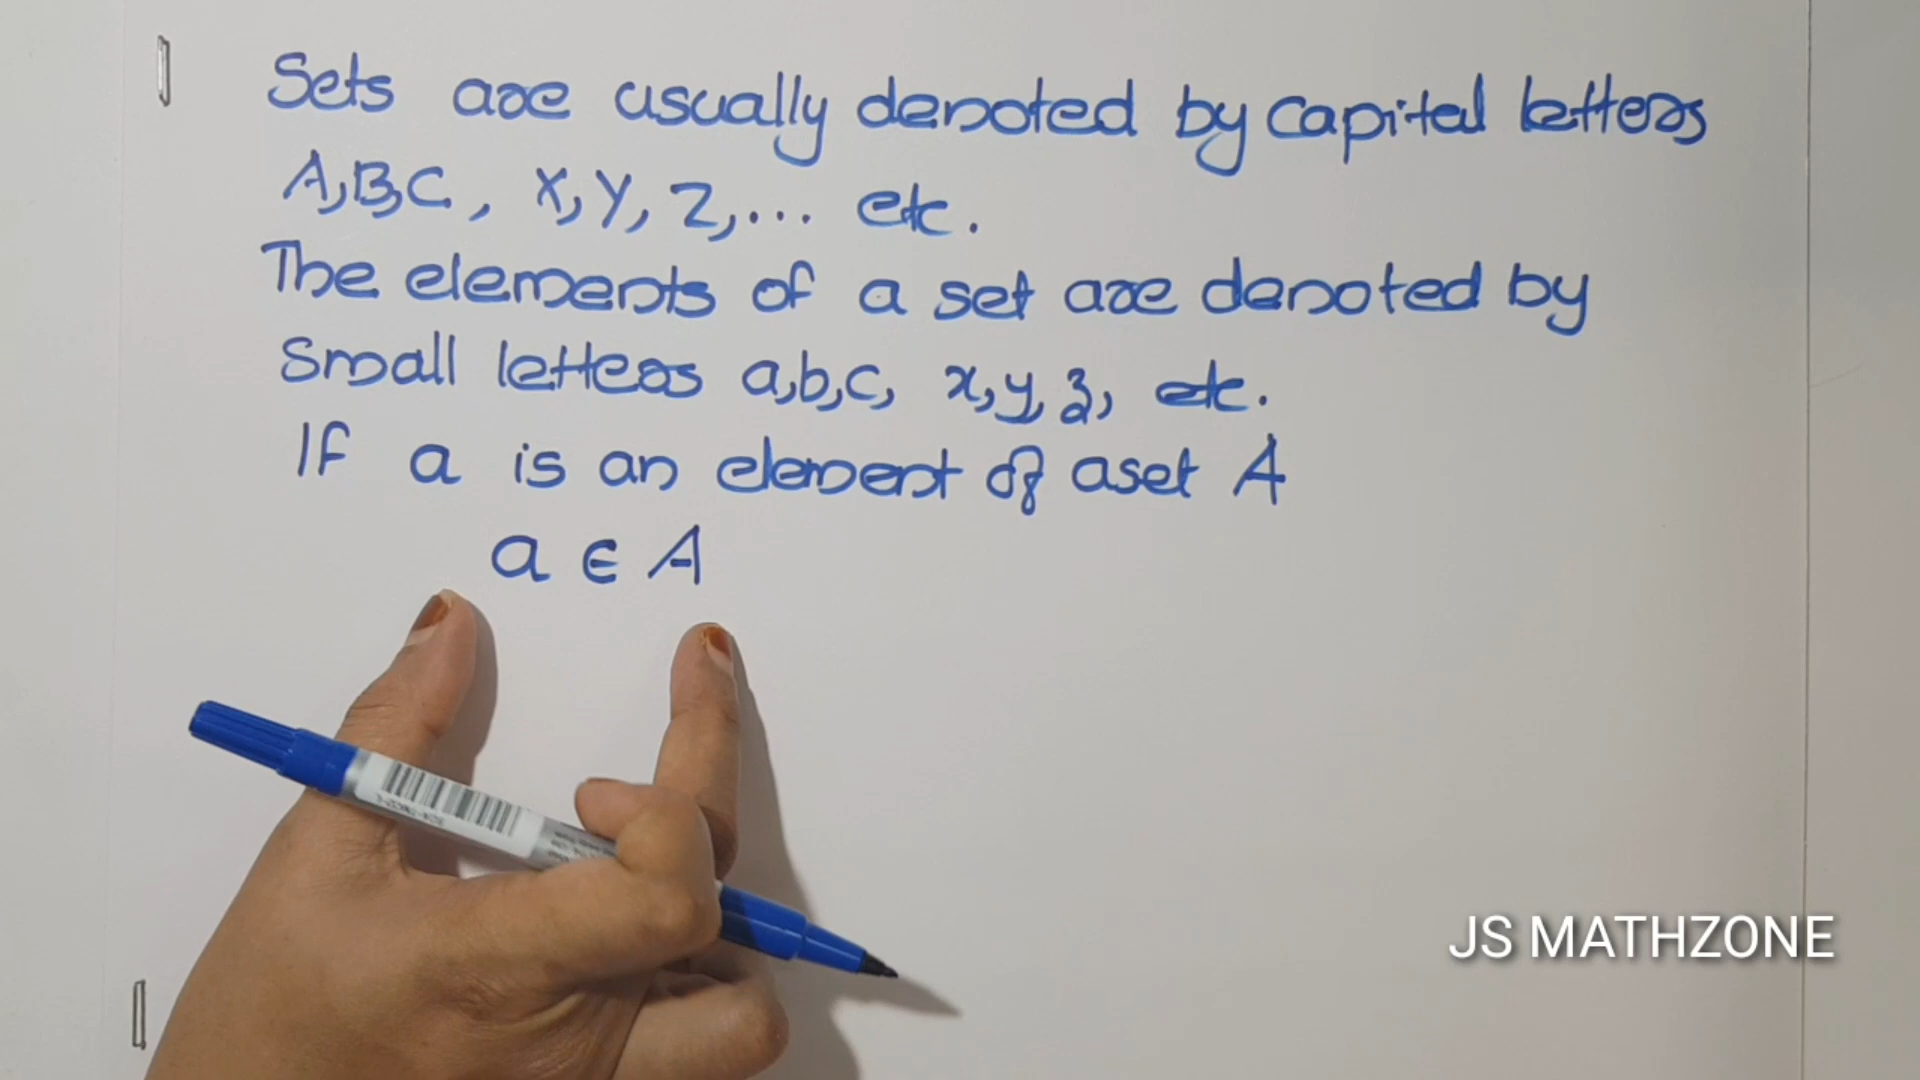 Sets are usually denoted by capital letters
A,B,C, X,Y, Z,... etc.
The elements of a set are denoted by
small letters a,b,c, x,y,z, etc.
If a is an element of a set A
a ∈ A
JS MATHZONE